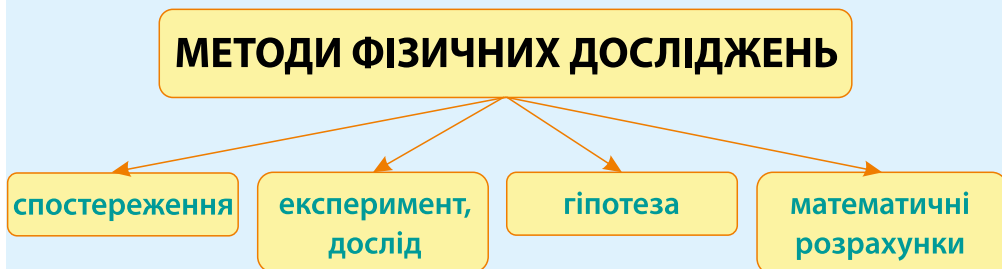 МЕТОДИ ФІЗИЧНИХ ДОСЛІДЖЕНЬ
спостереження
експеримент,
дослід
гіпотеза
математичні
розрахунки